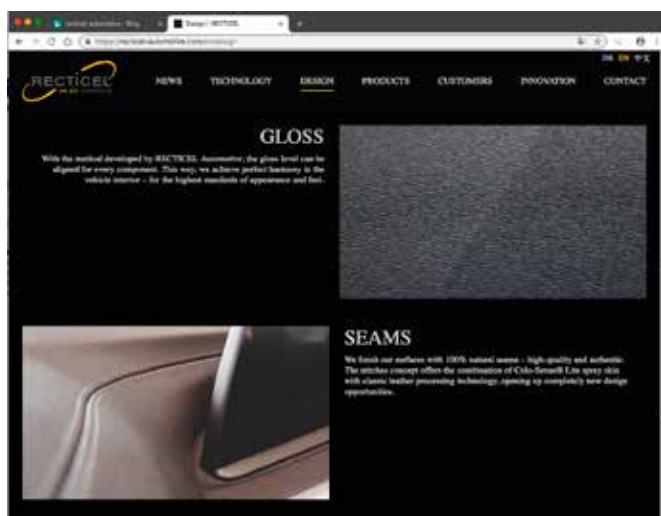 Design | RECTICEL
DE EN 中文
RECTICEL
NEWS TECHNOLOGY DESIGN PRODUCTS CUSTOMERS INNOVATION CONTACT
GLOSS
With the method developed by RECTICEL Automotive, the gloss level can be
aligned for every component. This way, we achieve perfect harmony in the
vehicle interior – for the highest standards of appearance and feel.
SEAMS
We finish our surfaces with 100% natural seams – high-quality and authentic.
The stitches concept offers the combination of Colo-Sense® Lite spray skin
with classic leather processing technology, opening up completely new design
opportunities.